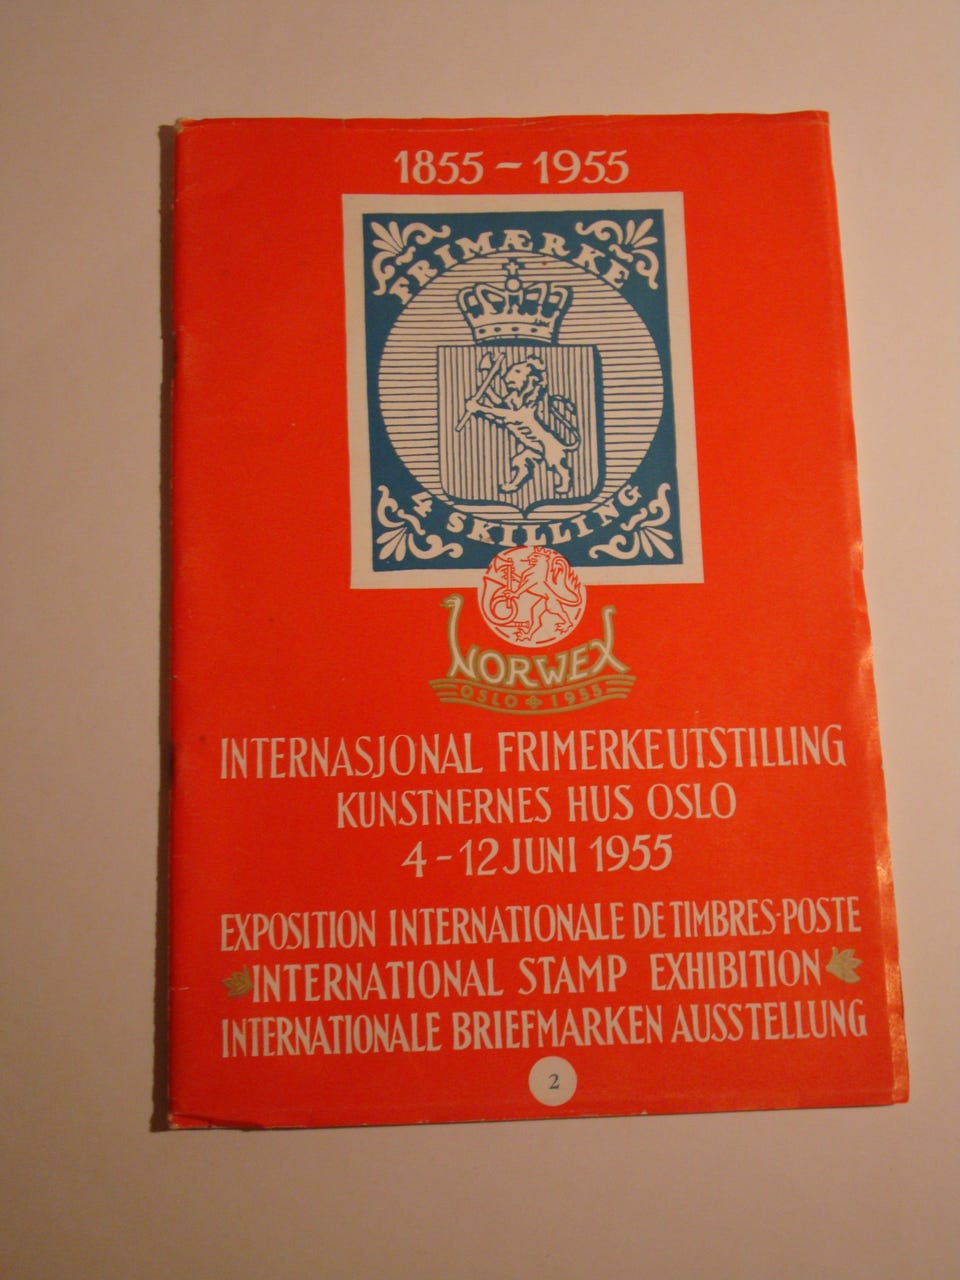 1855 – 1955
FRIMÆRKE
4 SKILLING
NORWEX
OSLO 1955
INTERNASJONAL FRIMERKEUTSTILLING
KUNSTNERNES HUS OSLO
4 – 12 JUNI 1955
EXPOSITION INTERNATIONALE DE TIMBRES-POSTE
INTERNATIONAL STAMP EXHIBITION
INTERNATIONALE BRIEFMARKEN AUSSTELLUNG
2